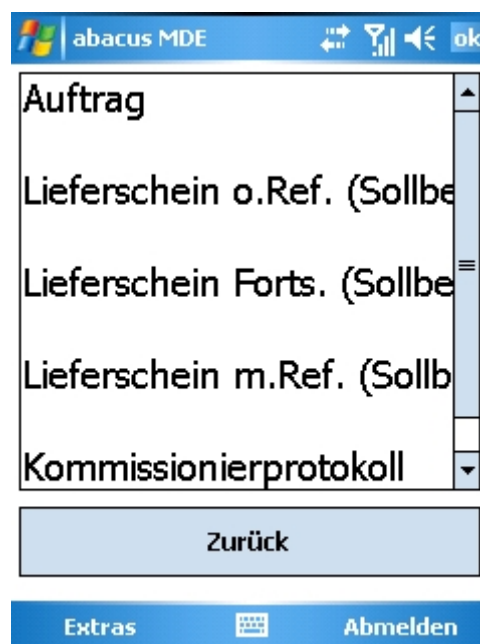 abacus MDE
ok
Auftrag
Lieferschein o.Ref. (Sollbe
Lieferschein Forts. (Sollbe
Lieferschein m.Ref. (Sollb
Kommissionierprotokoll
Zurück
Extras
Abmelden